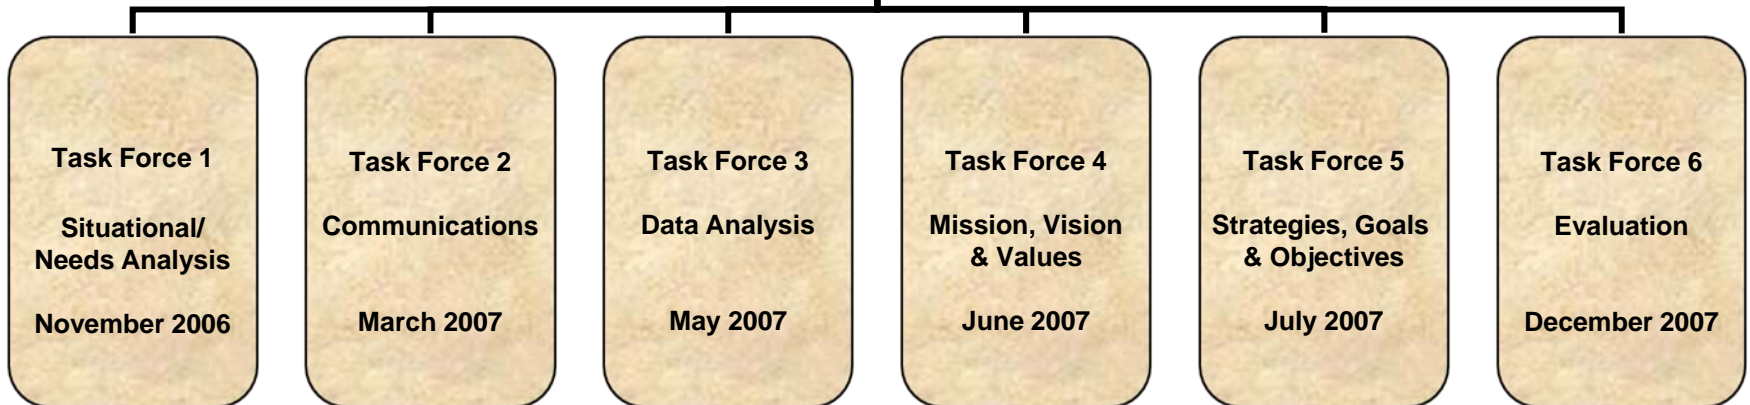 Task Force 1
Situational/
Needs Analysis
November 2006
Task Force 2
Communications
March 2007
Task Force 3
Data Analysis
May 2007
Task Force 4
Mission, Vision
& Values
June 2007
Task Force 5
Strategies, Goals
& Objectives
July 2007
Task Force 6
Evaluation
December 2007